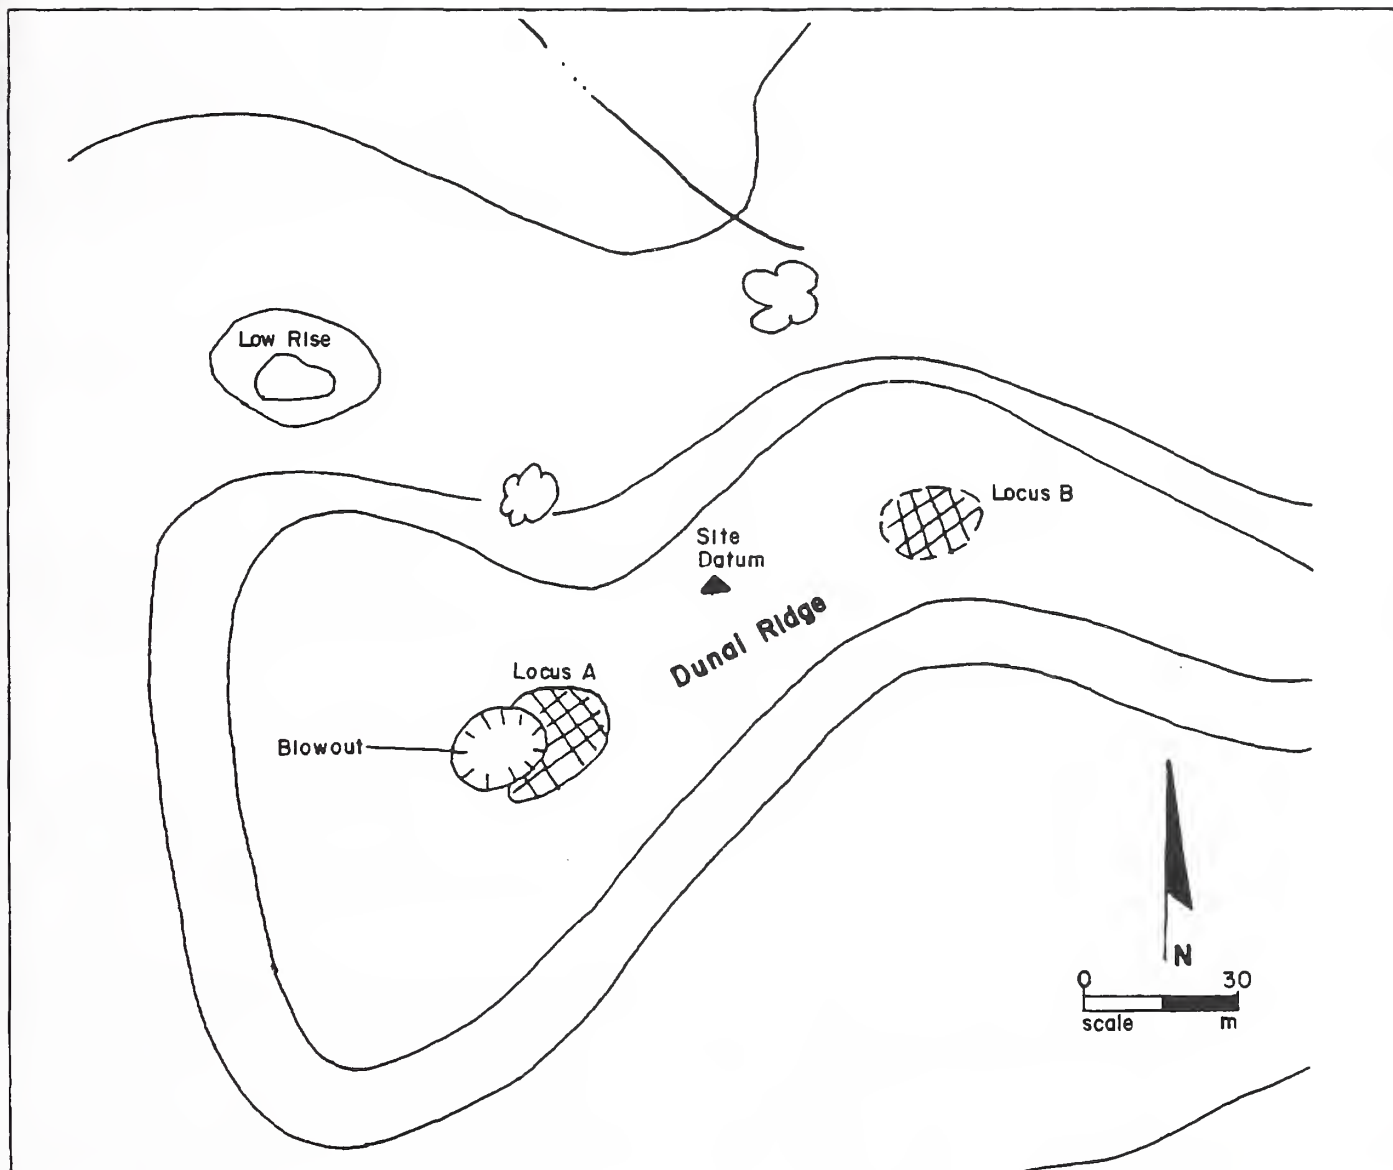 Low Rise
Locus B
Site
Datum
Dunal Ridge
Locus A
Blowout
N
0 30
scale m